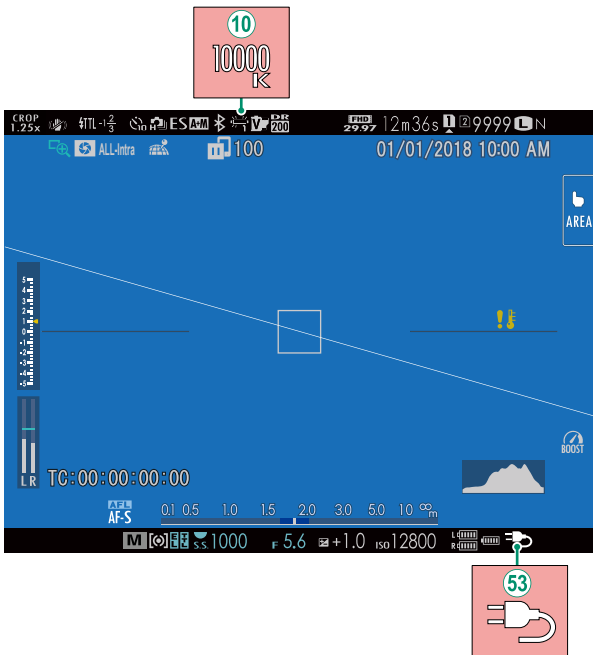 10
10000
K
CROP
1.25x
TTL -1 2/3
10
H
ES
A+M
V
DR
200
FHD
29.97
12m36s
1
2
9999
L
N
S
ALL-Intra
100
01/01/2018 10:00 AM
AREA
5
4
3
2
1
0
-1
-2
-3
-4
-5
L R
TC:00:00:00:00
BOOST
AFL
AF-S
0.1 0.5 1.0 1.5 2.0 3.0 5.0 10 ∞
m
M
S.S. 1000
F 5.6
+1.0
ISO 12800
L
R
53